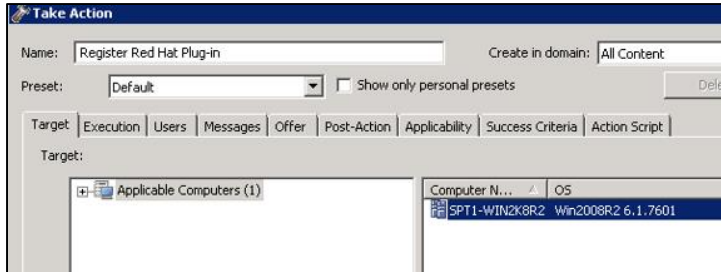 Take Action
Name: Register Red Hat Plug-in Create in domain: All Content
Preset: Default Show only personal presets Dele
Target Execution Users Messages Offer Post-Action Applicability Success Criteria Action Script
Target:
Applicable Computers (1) Computer N... OS
SPT1-WIN2K8R2 Win2008R2 6.1.7601